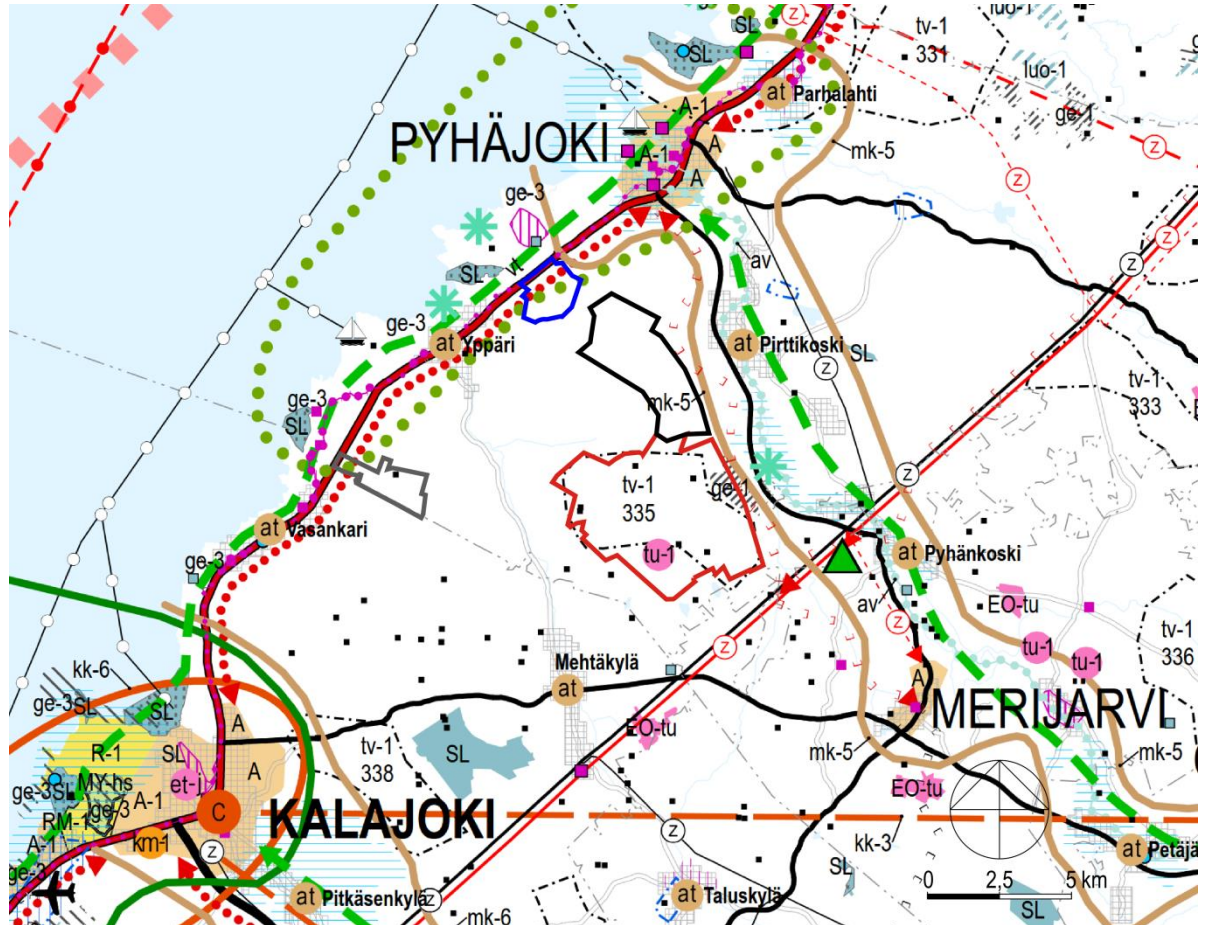 SL
luo-1
tv-1
331
SL
A-1
at Parhalahti
luo-1
ge-1
PYHÄJOKI
A
mk-5
z
A-1
A
z
ge-3
z
av
z
SL
vt
ge-3
at Yppäri
at Pirttikoski
SL
z
tv-1
333
ge-3
SL
mk-5
z
tv-1
335
ge-1
at Vasankari
tu-1
at Pyhänkoski
ge-3
av
EO-tu
z
tu-1
tu-1
tv-1
336
kk-6
Mehtäkylä
at
z
A
MERIJÄRVI
ge-3
SL
SL
A
EO-tu
R-1
SL
tv-1
338
SL
mk-5
mk-5
et-j
A
EO-tu
ge-3
SL
MY-hs
ge-3
A-1
C
KALAJOKI
RM-1
km-1
z
z
kk-3
A-1
ge-3
at Petäjä
at Pitkäsenkylä
z
mk-6
at Taluskylä
SL
0 2,5 5 km
SL